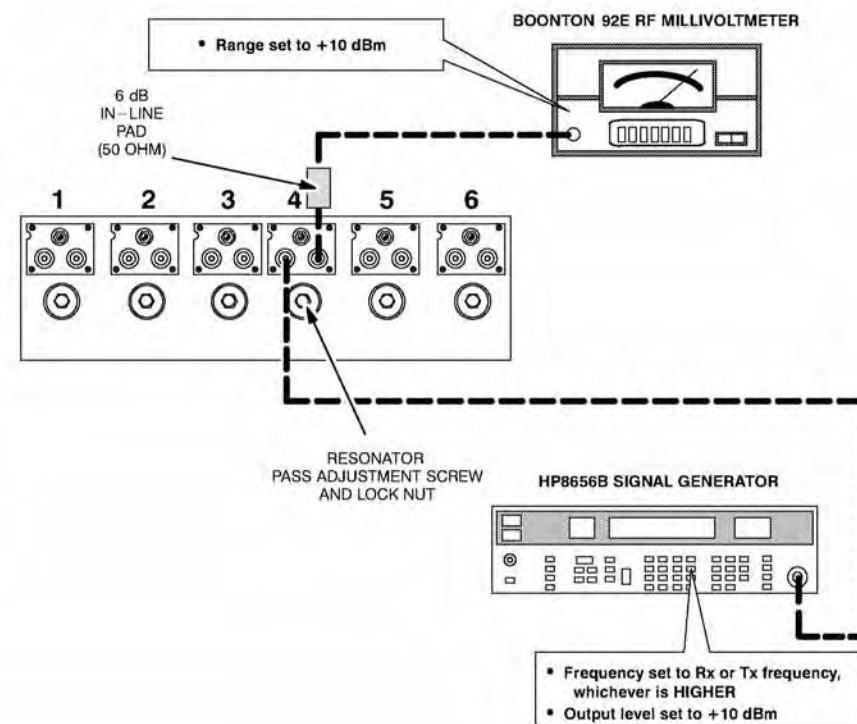 BOONTON 92E RF MILLIVOLTMETER
• Range set to +10 dBm
6 dB
IN–LINE
PAD
(50 OHM)
1 2 3 4 5 6
RESONATOR
PASS ADJUSTMENT SCREW
AND LOCK NUT
HP8656B SIGNAL GENERATOR
• Frequency set to Rx or Tx frequency,
whichever is HIGHER
• Output level set to +10 dBm